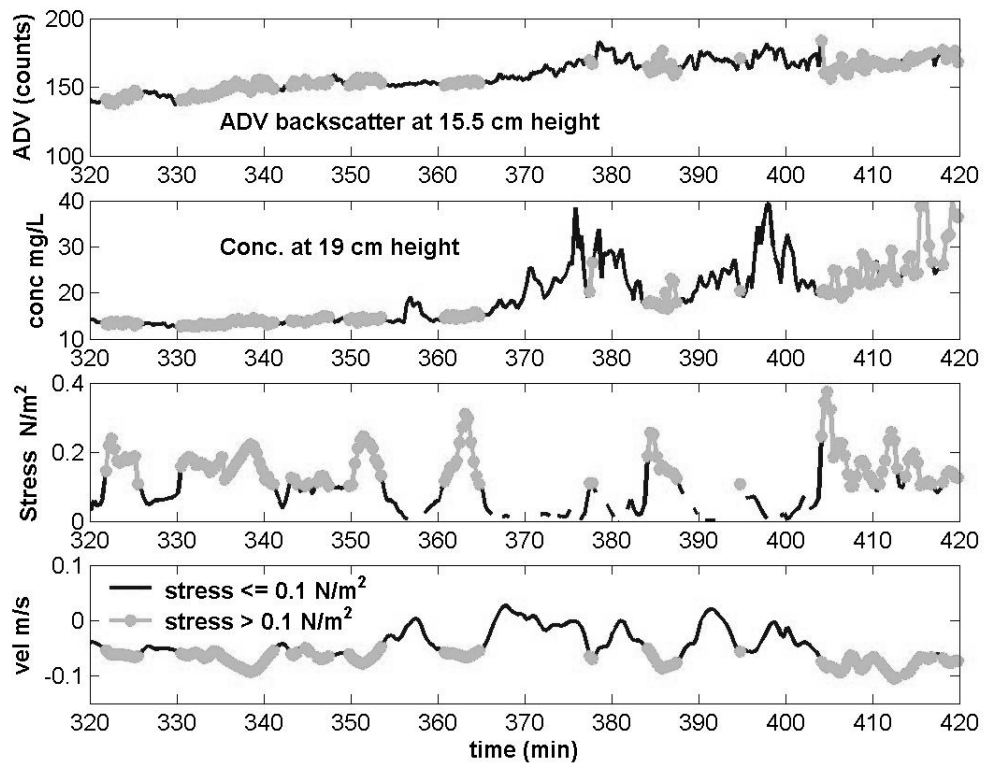 200
150
100
ADV (counts)
ADV backscatter at 15.5 cm height
320 330 340 350 360 370 380 390 400 410 420
40
30
20
10
conc mg/L
Conc. at 19 cm height
320 330 340 350 360 370 380 390 400 410 420
0.4
0.2
0
Stress N/m²
320 330 340 350 360 370 380 390 400 410 420
0.1
0
-0.1
vel m/s
stress <= 0.1 N/m²
stress > 0.1 N/m²
320 330 340 350 360 370 380 390 400 410 420
time (min)